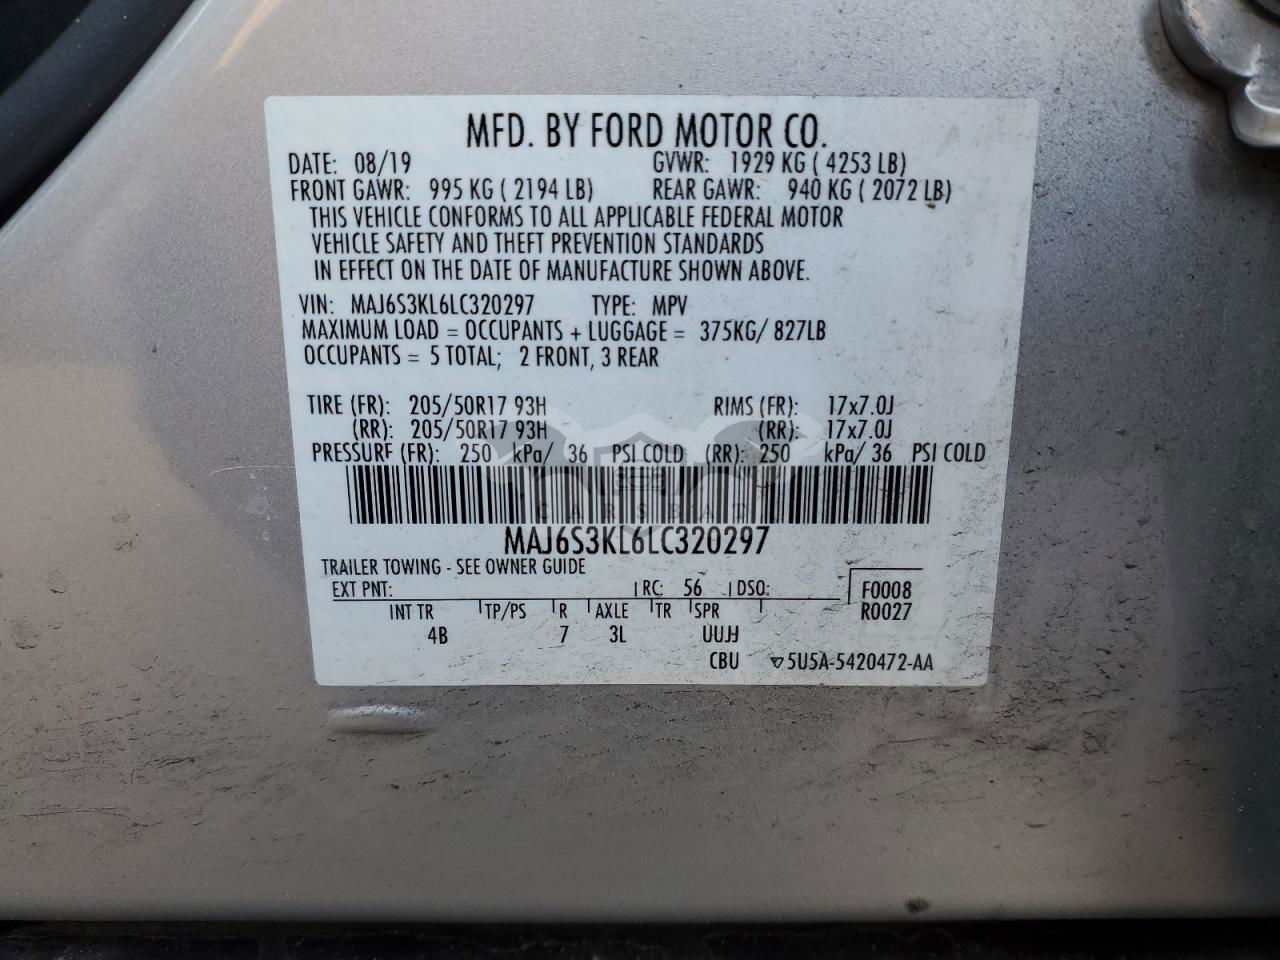 MFD. BY FORD MOTOR CO.
DATE: 08/19 GVWR: 1929 KG ( 4253 LB)
FRONT GAWR: 995 KG ( 2194 LB) REAR GAWR: 940 KG ( 2072 LB)
THIS VEHICLE CONFORMS TO ALL APPLICABLE FEDERAL MOTOR
VEHICLE SAFETY AND THEFT PREVENTION STANDARDS
IN EFFECT ON THE DATE OF MANUFACTURE SHOWN ABOVE.
VIN: MAJ6S3KL6LC320297 TYPE: MPV
MAXIMUM LOAD = OCCUPANTS + LUGGAGE = 375KG/ 827LB
OCCUPANTS = 5 TOTAL; 2 FRONT, 3 REAR
TIRE (FR): 205/50R17 93H RIMS (FR): 17x7.0J
(RR): 205/50R17 93H (RR): 17x7.0J
PRESSURE (FR): 250 kPa/ 36 PSI COLD (RR): 250 kPa/ 36 PSI COLD
CARSBAT
MAJ6S3KL6LC320297
TRAILER TOWING - SEE OWNER GUIDE
EXT PNT: RC: 56 DSO: F0008
INT TR TP/PS R AXLE TR SPR R0027
4B 7 3L UUJJ
CBU 5U5A-5420472-AA